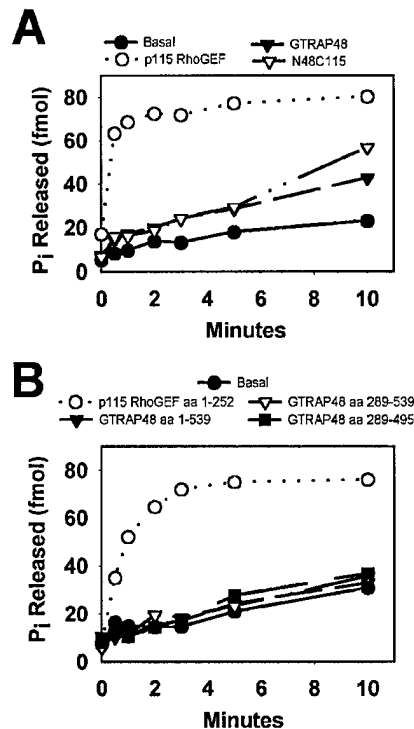 A
Basal GTRAP48
p115 RhoGEF N48C115
80
60
40
20
0
Pi Released (fmol)
0 2 4 6 8 10
Minutes
B
Basal
p115 RhoGEF aa 1-252 GTRAP48 aa 289-539
GTRAP48 aa 1-539 GTRAP48 aa 289-495
80
60
40
20
0
Pi Released (fmol)
0 2 4 6 8 10
Minutes